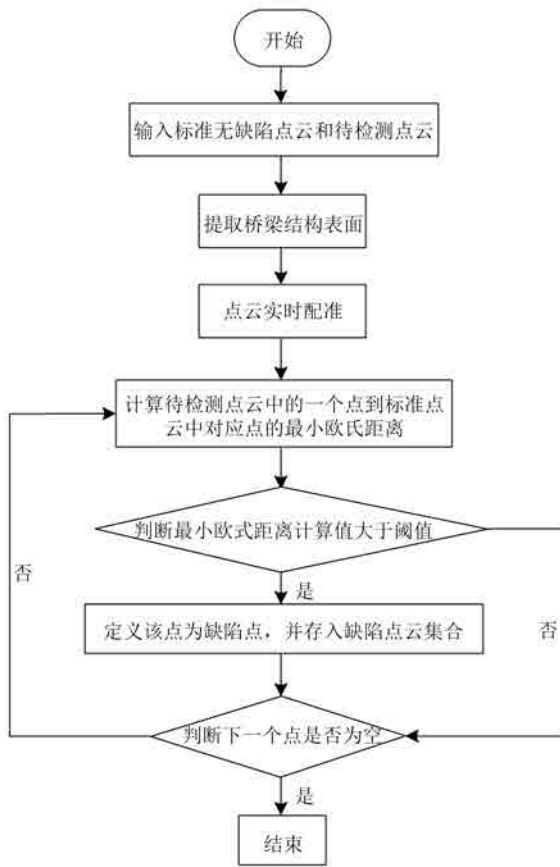 开始
输入标准无缺陷点云和待检测点云
提取桥梁结构表面
点云实时配准
计算待检测点云中的一个点到标准点
云中对应点的最小欧氏距离
判断最小欧式距离计算值大于阈值
否
是
定义该点为缺陷点，并存入缺陷点云集合
否
判断下一个点是否为空
是
结束